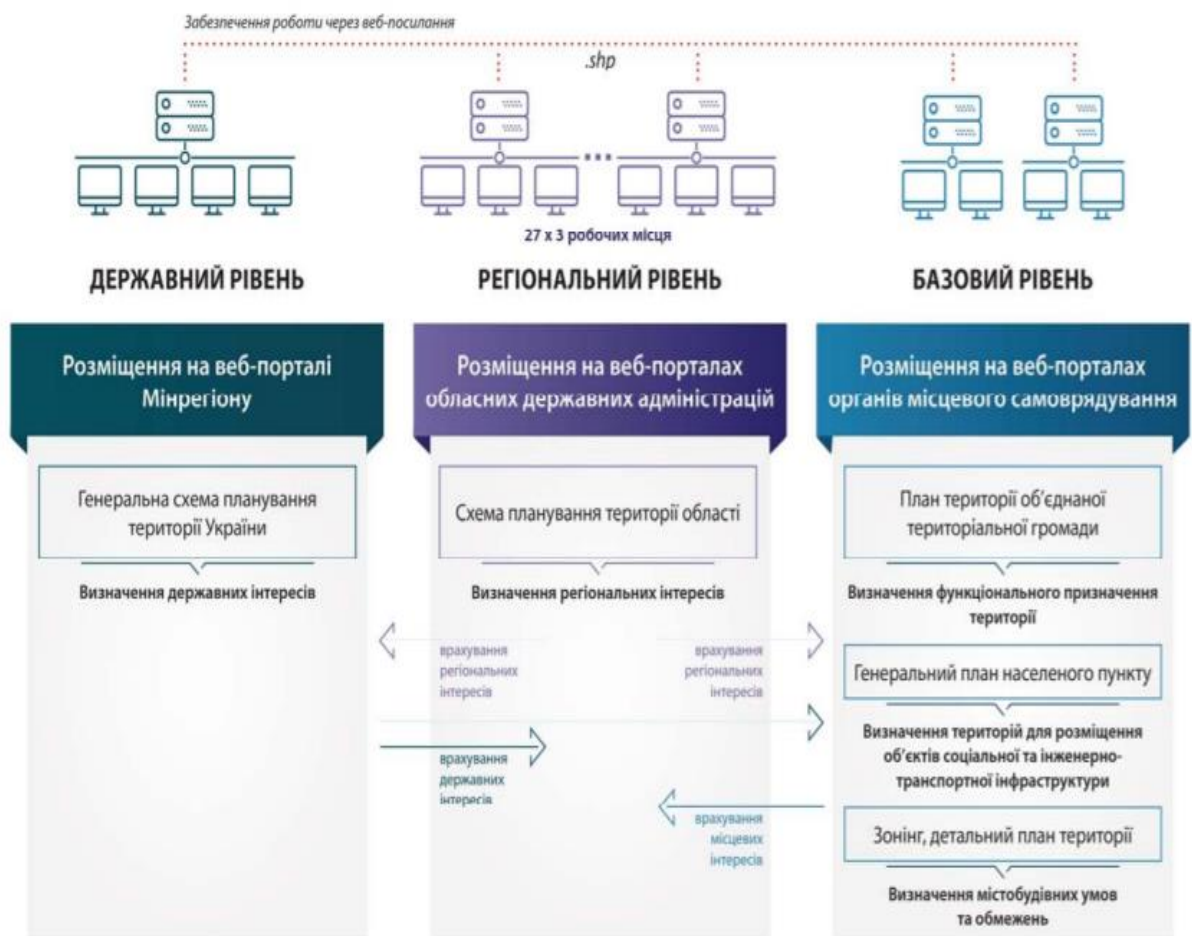 Забезпечення роботи через веб-посилання
.shp
27 х 3 робочих місця
ДЕРЖАВНИЙ РІВЕНЬ
РЕГІОНАЛЬНИЙ РІВЕНЬ
БАЗОВИЙ РІВЕНЬ
Розміщення на веб-порталі
Мінрегіону
Розміщення на веб-порталах
обласних державних адміністрацій
Розміщення на веб-порталах
органів місцевого самоврядування
Генеральна схема планування
території України
Визначення державних інтересів
Схема планування території області
Визначення регіональних інтересів
План території об’єднаної
територіальної громади
Визначення функціонального призначення
території
врахування
регіональних
інтересів
врахування
регіональних
інтересів
Генеральний план населеного пункту
Визначення територій для розміщення
об’єктів соціальної та інженерно-
транспортної інфраструктури
врахування
державних
інтересів
врахування
місцевих
інтересів
Зонінг, детальний план території
Визначення містобудівних умов
та обмежень